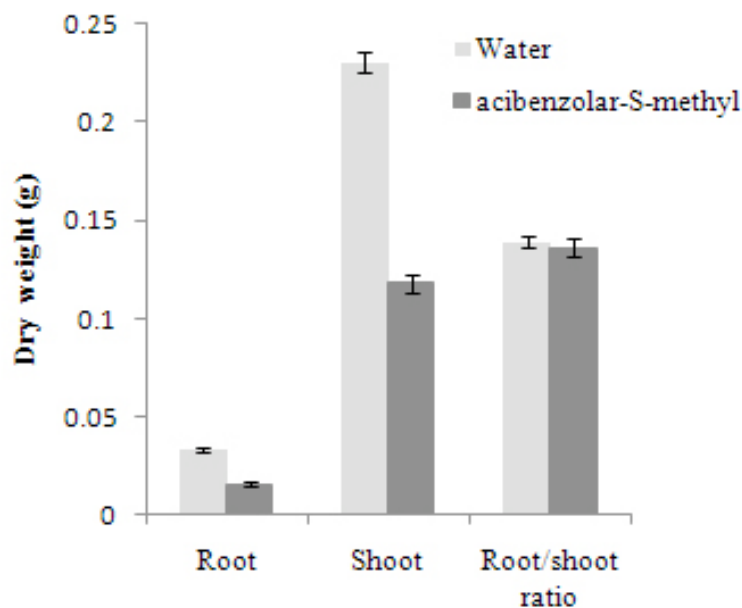 0.25
Water
0.2
acibenzolar-S-methyl
0.15
0.1
0.05
0
Dry weight (g)
Root
Shoot
Root/shoot
ratio